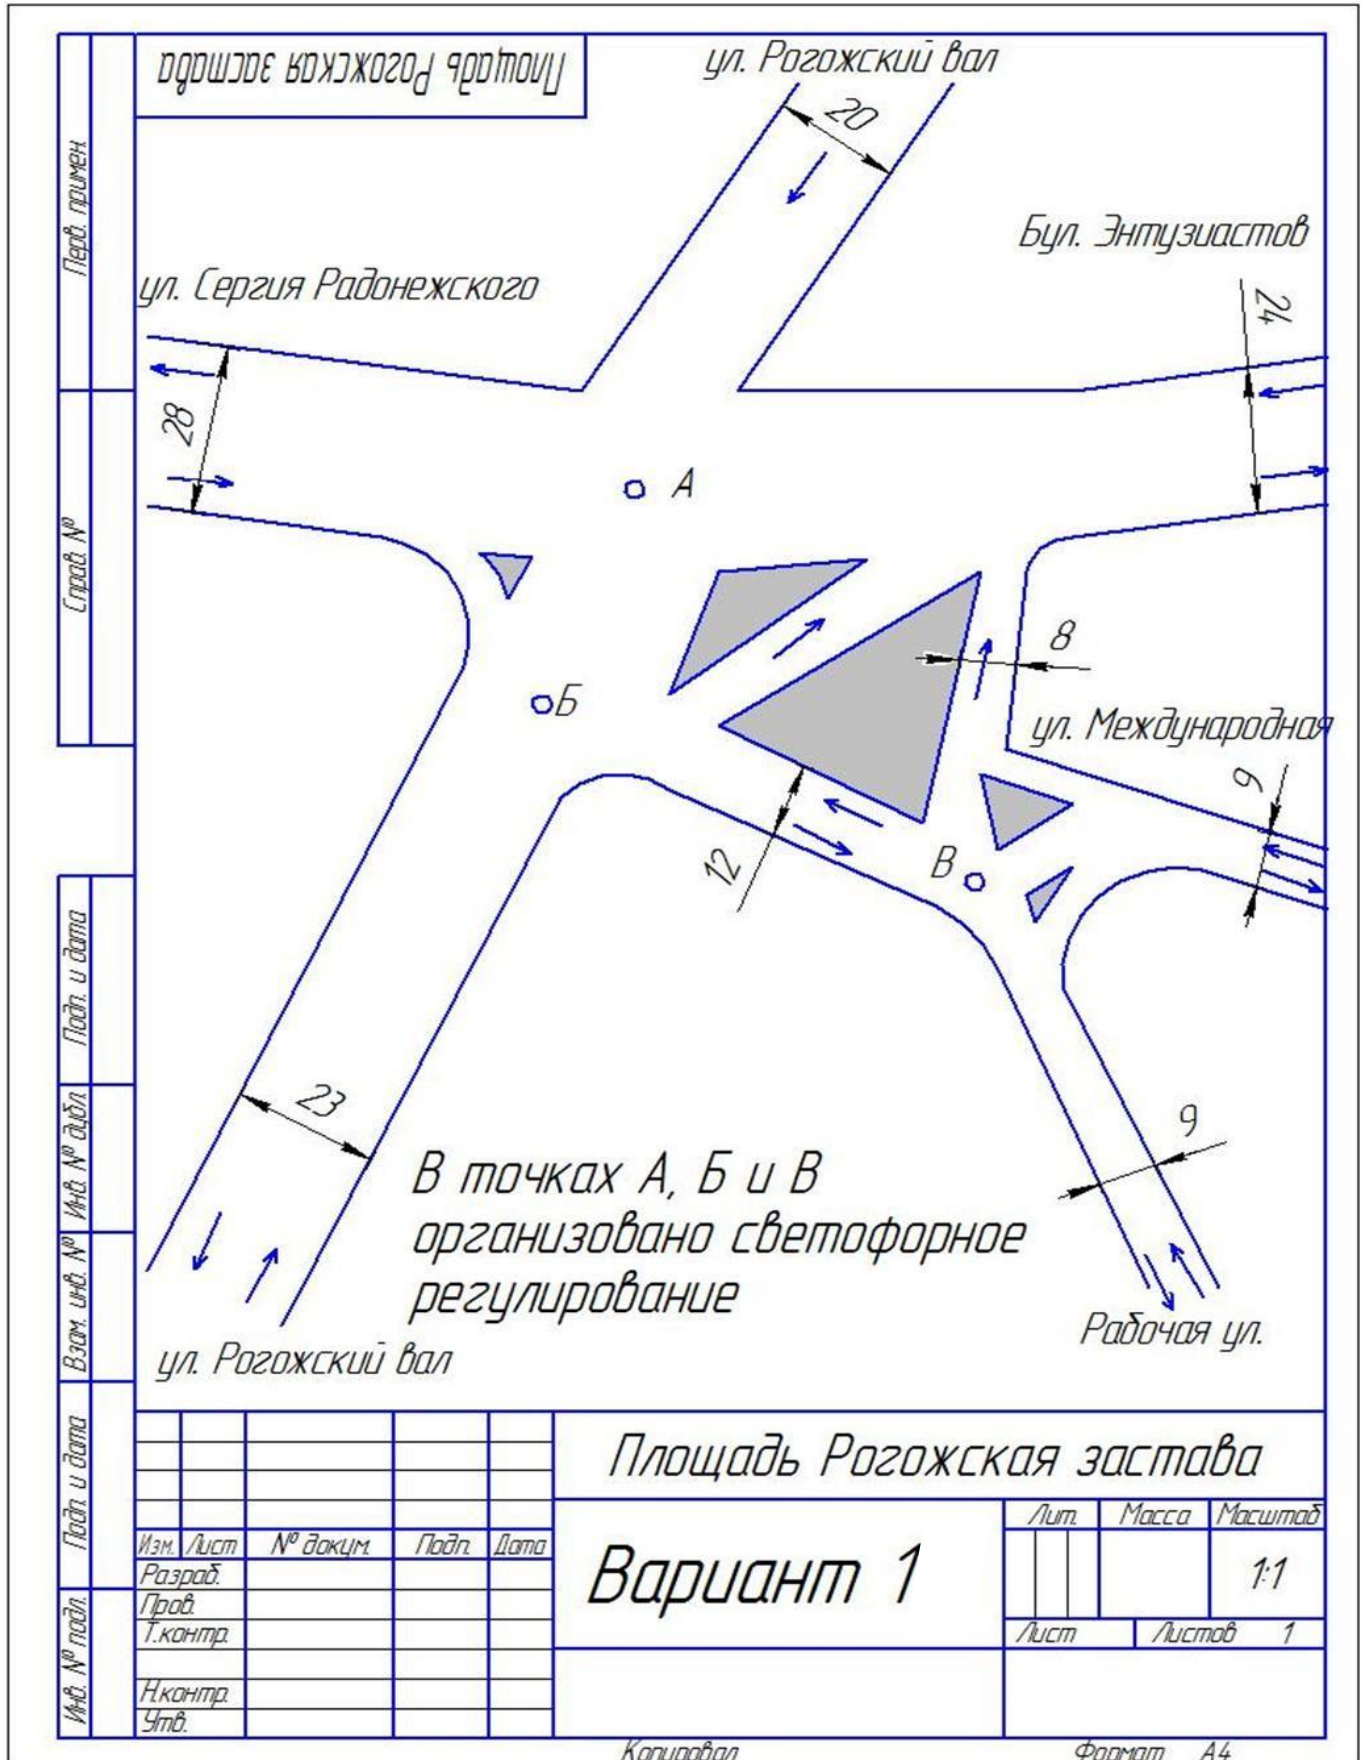 Площадь Рогожская застава
ул. Рогожский вал
20
Бул. Энтузиастов
24
ул. Сергия Радонежского
28
А
Б
8
ул. Международная
9
12
В
23
9
В точках А, Б и В
организовано светофорное
регулирование
ул. Рогожский вал
Рабочая ул.
Перв. примен.
Справ. №
Подп. и дата
Инв. № дубл.
Взам. инв. №
Подп. и дата
Инв. № подл.
Площадь Рогожская застава
Вариант 1
Лит. Масса Масштаб
1:1
Лист Листов 1
Изм. Лист № докум. Подп. Дата
Разраб.
Пров.
Т.контр.
Н.контр.
Утв.
Копировал Формат А4